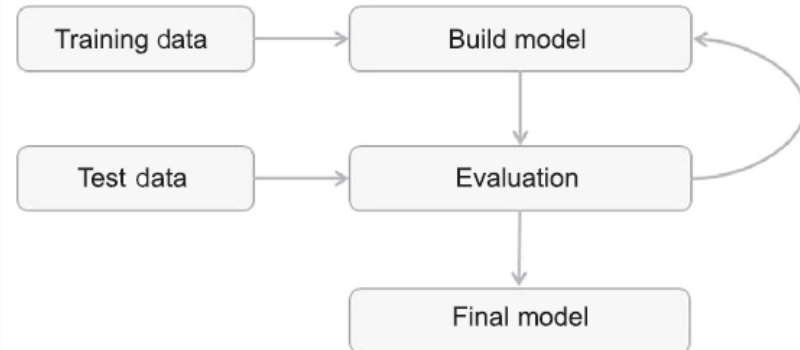 Training data
Build model
Test data
Evaluation
Final model